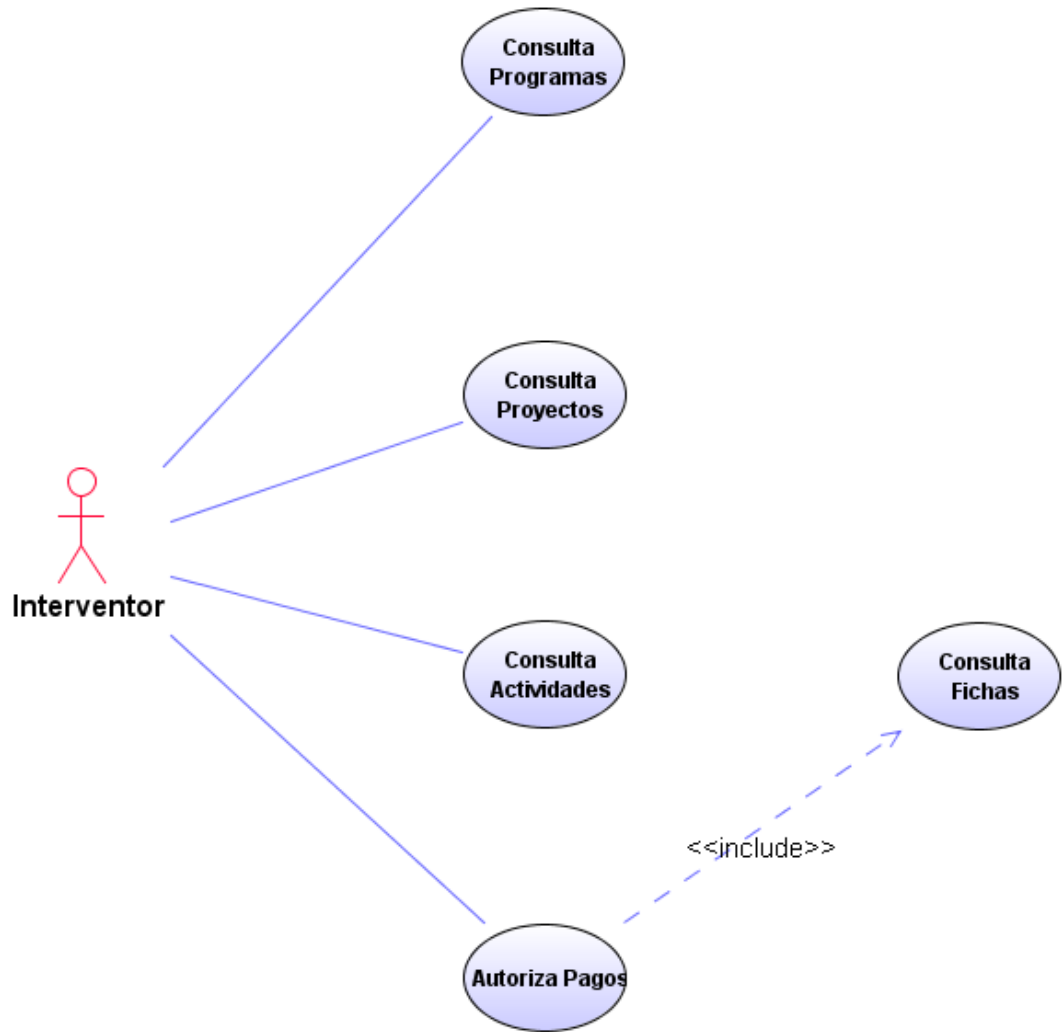 Consulta
Programas
Consulta
Proyectos
Interventor
Consulta
Actividades
Consulta
Fichas
<<include>>
Autoriza Pagos